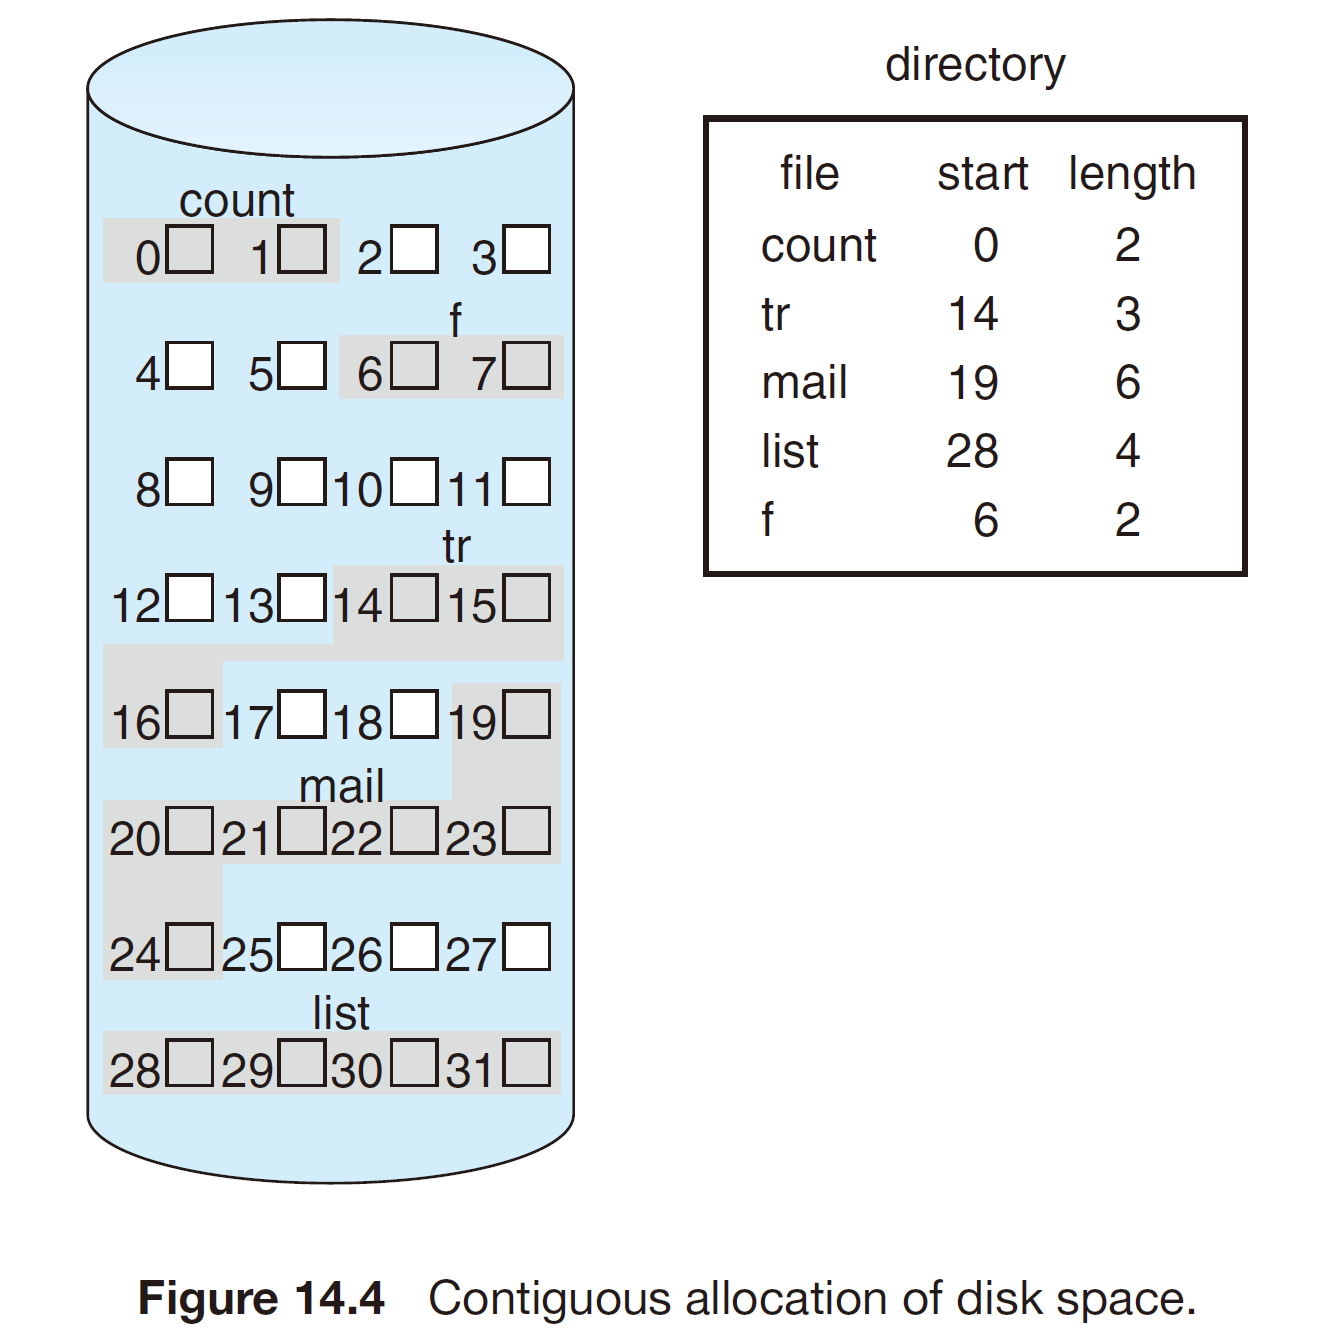 count
0 1 2 3
f
4 5 6 7
8 9 10 11
tr
12 13 14 15
16 17 18 19
mail
20 21 22 23
24 25 26 27
list
28 29 30 31
directory
file start length
count 0 2
tr 14 3
mail 19 6
list 28 4
f 6 2
Figure 14.4 Contiguous allocation of disk space.